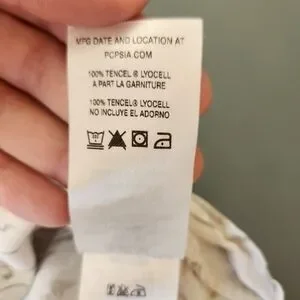 MFG DATE AND LOCATION AT
PCPSIA.COM
100% TENCEL® LYOCELL
A PART LA GARNITURE
100% TENCEL® LYOCELL
NO INCLUYE EL ADORNO